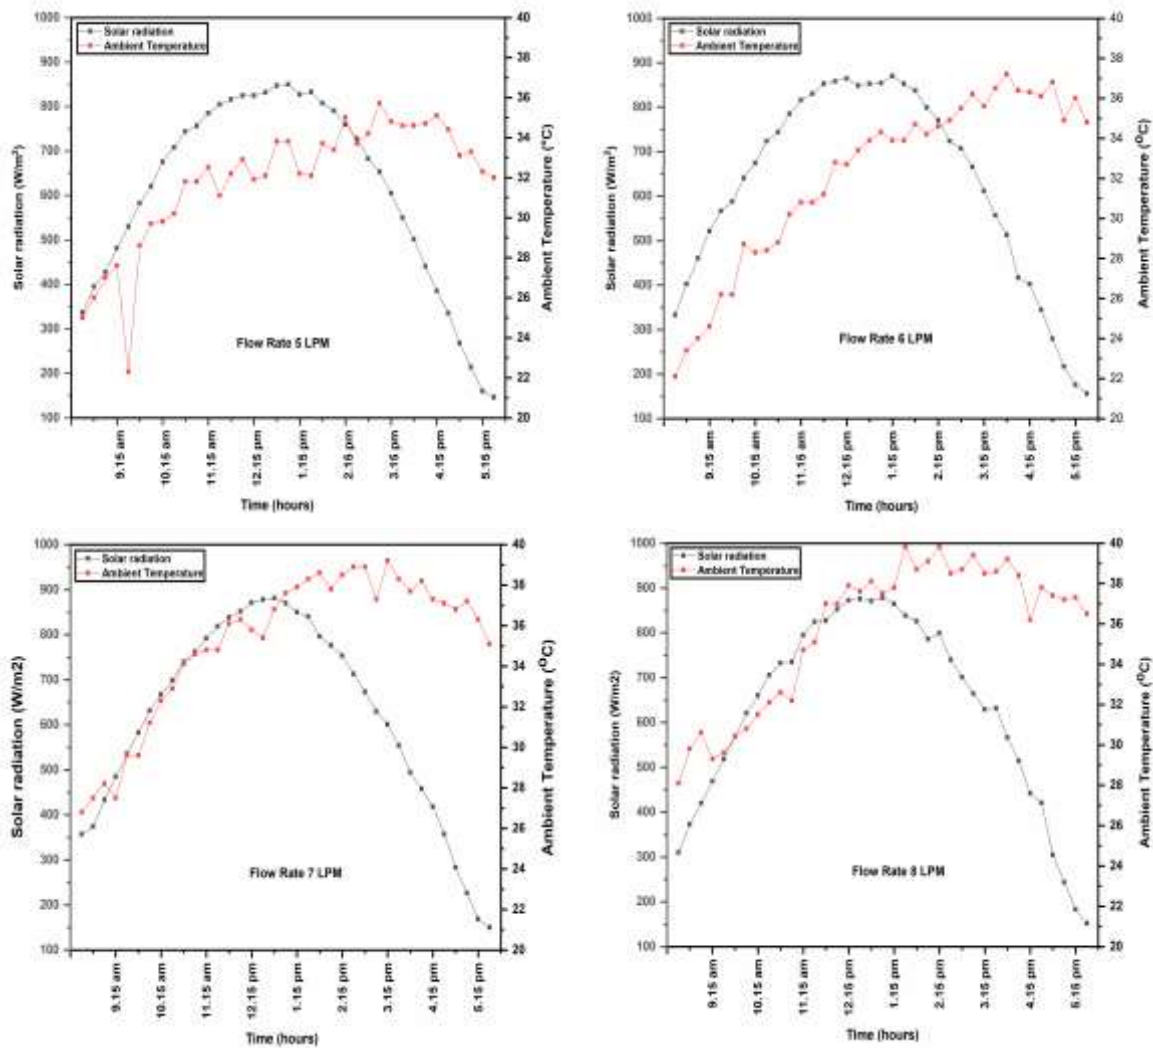 Solar radiation
Ambient Temperature
1000
900
800
700
600
500
400
300
200
100
Solar radiation (W/m²)
40
38
36
34
32
30
28
26
24
22
20
Ambient Temperature (°C)
Flow Rate 5 LPM
9.15 am
10.15 am
11.15 am
12.15 pm
1.15 pm
2.15 pm
3.15 pm
4.15 pm
5.15 pm
Time (hours)
Solar radiation
Ambient Temperature
1000
900
800
700
600
500
400
300
200
100
Solar radiation (W/m²)
40
38
36
34
32
30
28
26
24
22
20
Ambient Temperature (⁰C)
Flow Rate 6 LPM
9.15 am
10.15 am
11.15 am
12.15 pm
1.15 pm
2.15 pm
3.15 pm
4.15 pm
5.15 pm
Time (hours)
Solar radiation
Ambient Temperature
1000
900
800
700
600
500
400
300
200
100
Solar radiation (W/m2)
40
38
36
34
32
30
28
26
24
22
20
Ambient Temperature (⁰C)
Flow Rate 7 LPM
9.15 am
10.15 am
11.15 am
12.15 pm
1.15 pm
2.15 pm
3.15 pm
4.15 pm
5.15 pm
Time (hours)
Solar radiation
Ambient Temperature
1000
900
800
700
600
500
400
300
200
100
Solar radiation (W/m2)
40
38
36
34
32
30
28
26
24
22
20
Ambient Temperature (⁰C)
Flow Rate 8 LPM
9.15 am
10.15 am
11.15 am
12.15 pm
1.15 pm
2.15 pm
3.15 pm
4.15 pm
5.15 pm
Time (hours)